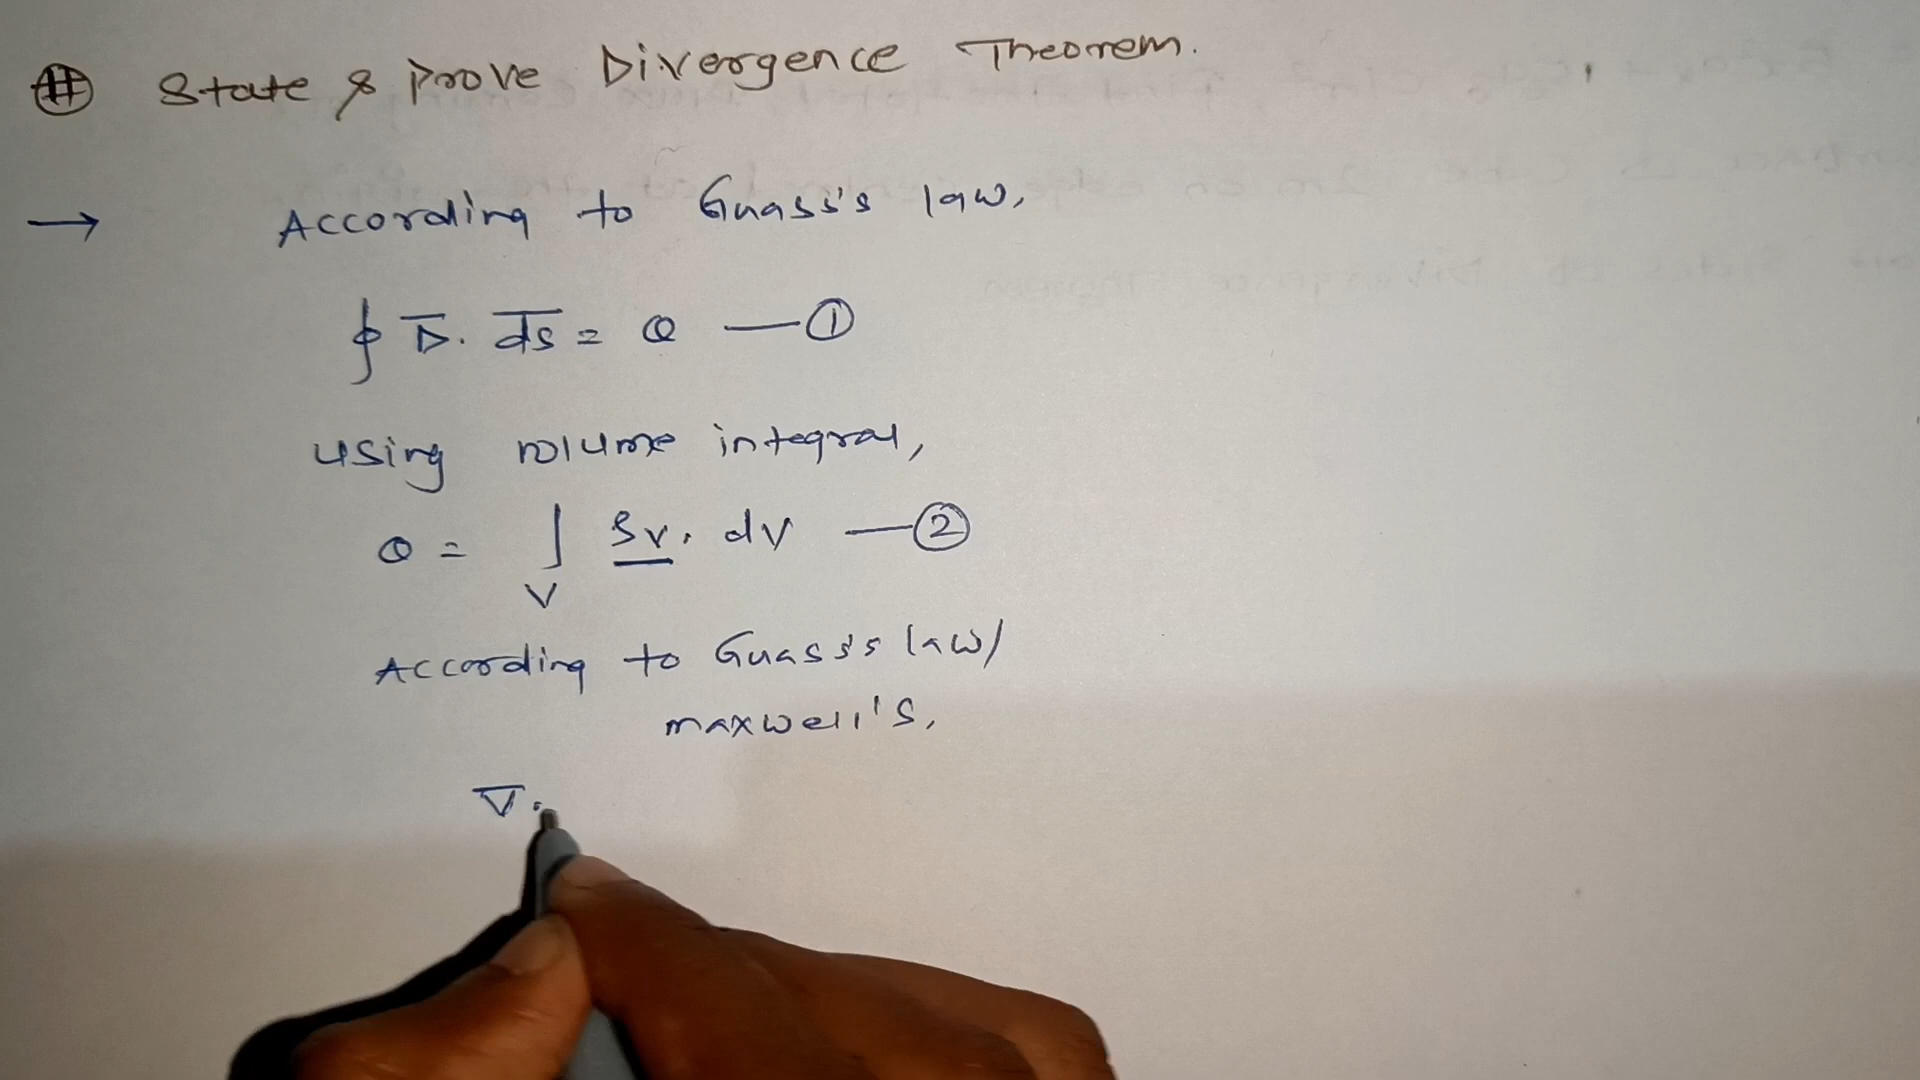 # State & Prove Divergence Theorem.
→ According to Guass's law,
∮ D̅. d̅s̅ = Q —①
using volume integral,
Q = ∫ ρv. dv —②
V
According to Guass's law/
maxwell's,
∇̅.